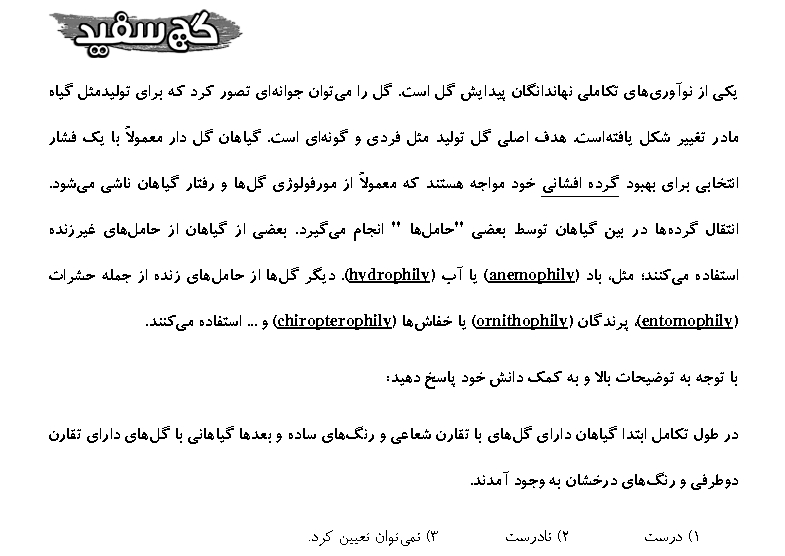 گچ سفید
یکی از نوآوری‌های تکاملی نهاندانگان پیدایش گل است. گل را می‌توان جوانه‌ای تصور کرد که برای تولیدمثل گیاه
مادر تغییر شکل یافته‌است. هدف اصلی گل تولید مثل فردی و گونه‌ای است. گیاهان گل دار معمولاً با یک فشار
انتخابی برای بهبود گرده افشانی خود مواجه هستند که معمولاً از مورفولوژی گل‌ها و رفتار گیاهان ناشی می‌شود.
انتقال گرده‌ها در بین گیاهان توسط بعضی "حامل‌ها " انجام می‌گیرد. بعضی از گیاهان از حامل‌های غیرزنده
استفاده می‌کنند؛ مثل، باد (anemophily) یا آب (hydrophily). دیگر گل‌ها از حامل‌های زنده از جمله حشرات
(entomophily)، پرندگان (ornithophily) یا خفاش‌ها (chiropterophily) و ... استفاده می‌کنند.
با توجه به توضیحات بالا و به کمک دانش خود پاسخ دهید:
در طول تکامل ابتدا گیاهان دارای گل‌های با تقارن شعاعی و رنگ‌های ساده و بعدها گیاهانی با گل‌های دارای تقارن
دوطرفی و رنگ‌های درخشان به وجود آمدند.
۱) درست ۲) نادرست ۳) نمی‌توان تعیین کرد.